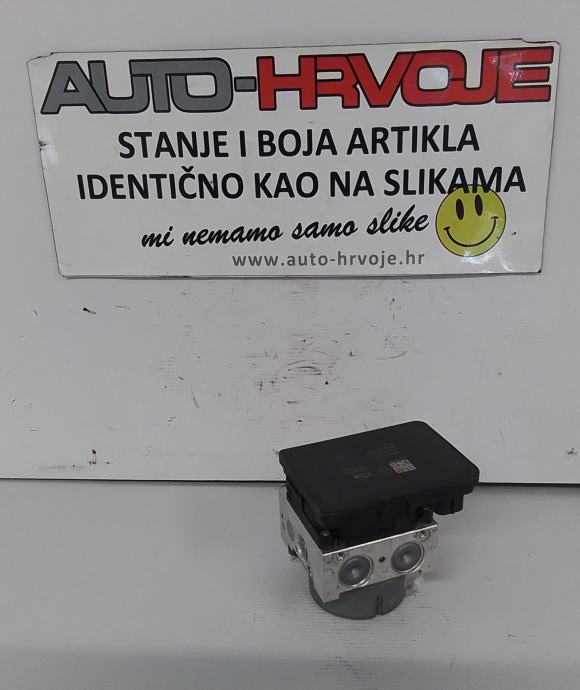 AUTO-HRVOJE
STANJE I BOJA ARTIKLA
IDENTIČNO KAO NA SLIKAMA
mi nemamo samo slike
www.auto-hrvoje.hr